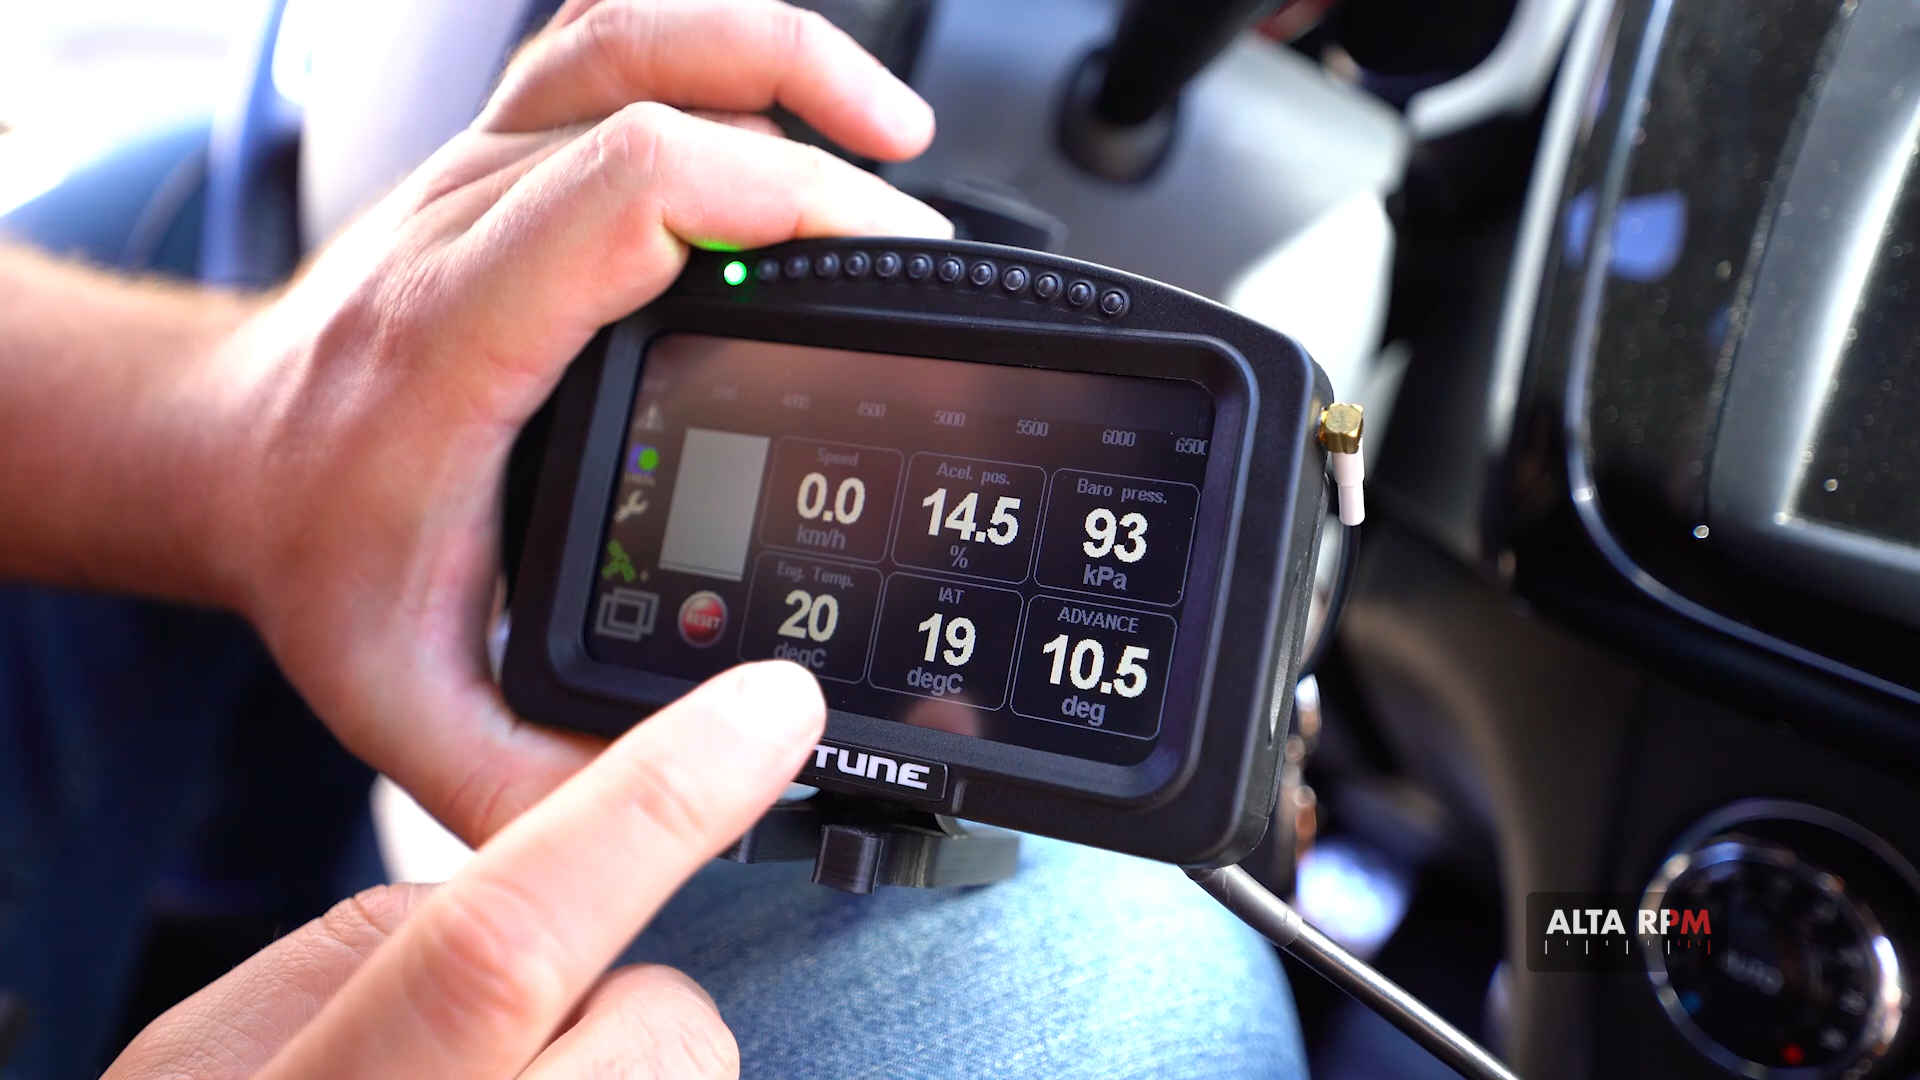 4000 4500 5000 5500 6000 6500
Speed
0.0
km/h
Acel. pos.
14.5
%
Baro press.
93
kPa
Eng. Temp.
20
degC
IAT
19
degC
ADVANCE
10.5
deg
RESET
TUNE
ALTA RPM